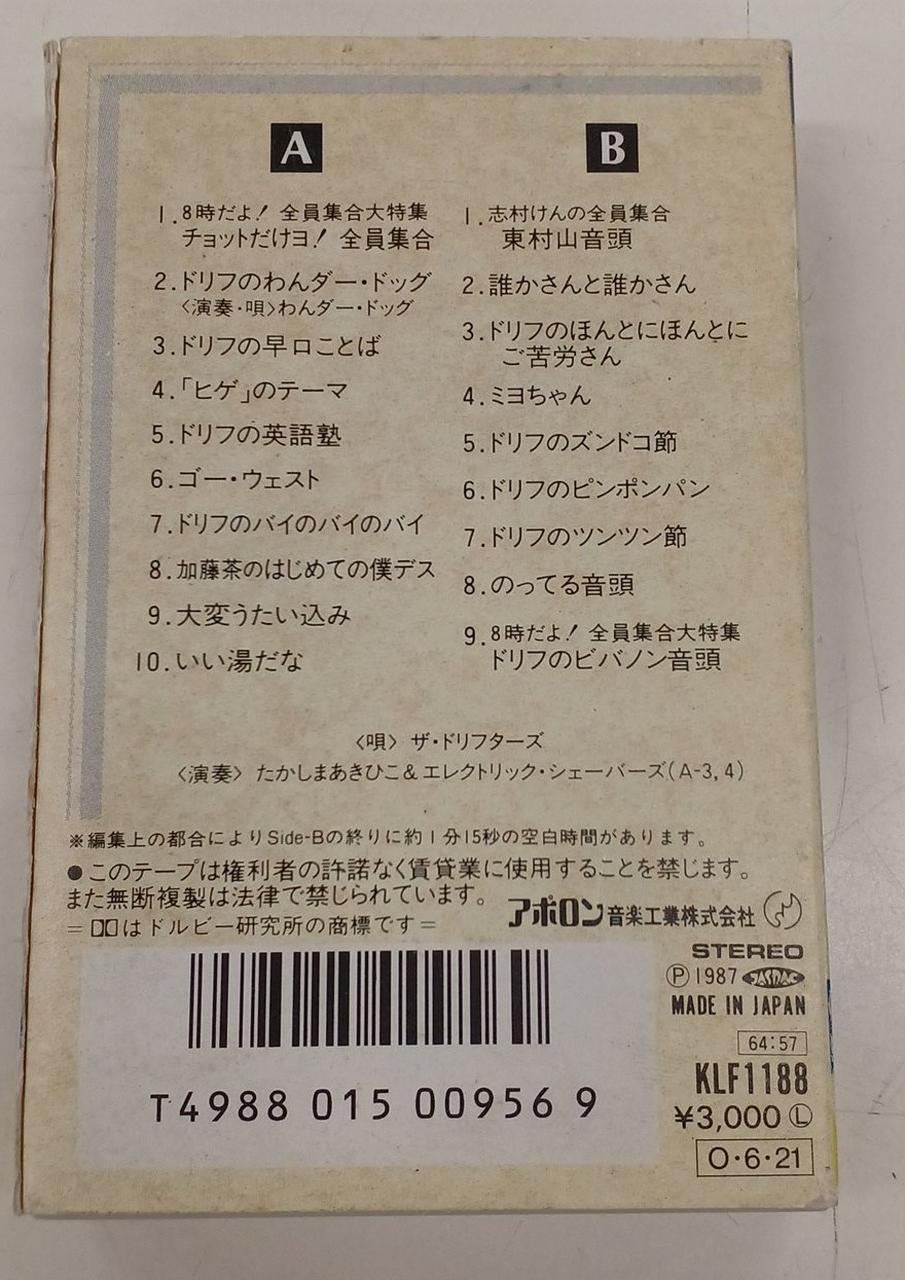 A
1.8時だよ! 全員集合大特集
チョットだけヨ! 全員集合
2.ドリフのわんダー・ドッグ
〈演奏・唄〉わんダー・ドッグ
3.ドリフの早口ことば
4.「ヒゲ」のテーマ
5.ドリフの英語塾
6.ゴー・ウェスト
7.ドリフのバイのバイのバイ
8.加藤茶のはじめての僕デス
9.大変うたい込み
10.いい湯だな
B
1.志村けんの全員集合
東村山音頭
2.誰かさんと誰かさん
3.ドリフのほんとにほんとに
ご苦労さん
4.ミヨちゃん
5.ドリフのズンドコ節
6.ドリフのピンポンパン
7.ドリフのツンツン節
8.のってる音頭
9.8時だよ! 全員集合大特集
ドリフのビバノン音頭
〈唄〉 ザ・ドリフターズ
〈演奏〉 たかしまあきひこ& エレクトリック・シェーバーズ(A-3, 4)
※編集上の都合によりSide-Bの終りに約1分15秒の空白時間があります。
●このテープは権利者の許諾なく賃貸業に使用することを禁じます。
また無断複製は法律で禁じられています。
=はドルビー研究所の商標です=
アポロン音楽工業株式会社
STEREO
Ⓟ1987 JASRAC
MADE IN JAPAN
64:57
KLF1188
¥3,000 Ⓛ
O・6・21
T4988 015 00956 9